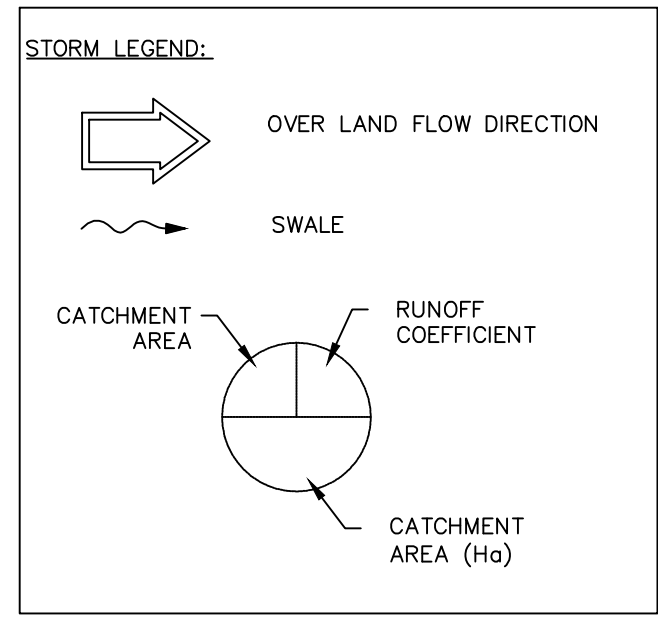 STORM LEGEND:
OVER LAND FLOW DIRECTION
SWALE
CATCHMENT
AREA
RUNOFF
COEFFICIENT
CATCHMENT
AREA (Ha)